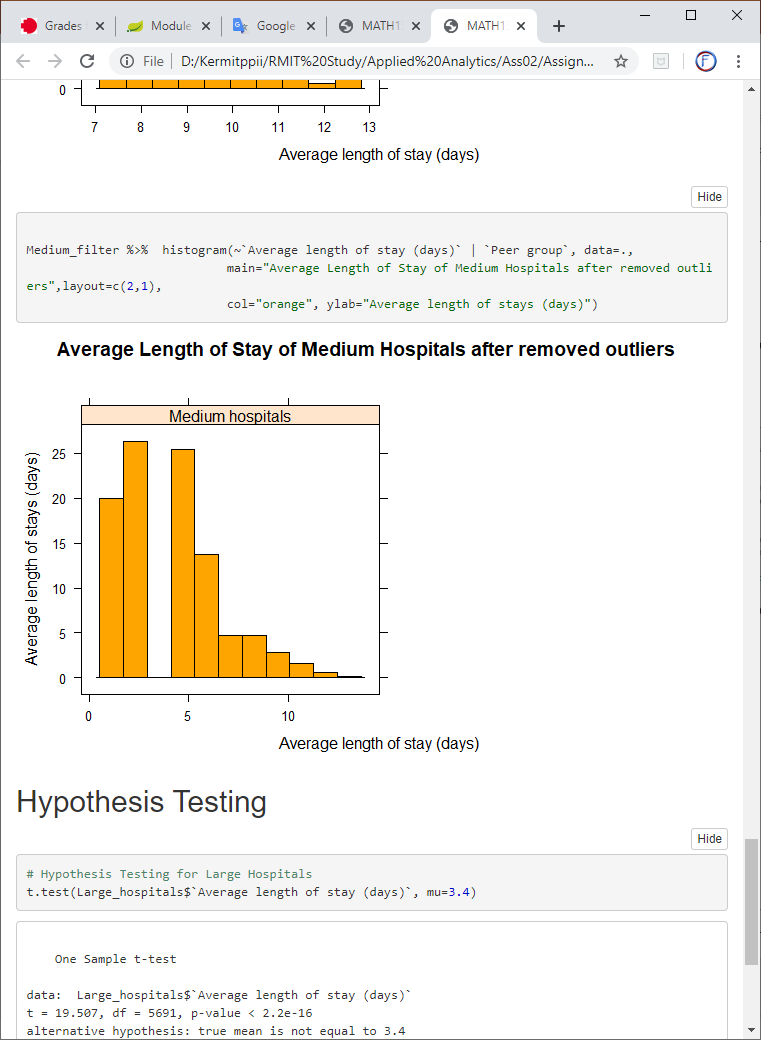 Grades
Module
Google
MATH1
MATH1
File
D:/Kermitppii/RMIT%20Study/Applied%20Analytics/Ass02/Assign...
0
7 8 9 10 11 12 13
Average length of stay (days)
Hide
Medium_filter %>%  histogram(~`Average length of stay (days)` | `Peer group`, data=.,
main="Average Length of Stay of Medium Hospitals after removed outli
ers",layout=c(2,1),
col="orange", ylab="Average length of stays (days)")
Average Length of Stay of Medium Hospitals after removed outliers
Medium hospitals
Average length of stays (days)
25
20
15
10
5
0
0 5 10
Average length of stay (days)
Hypothesis Testing
Hide
# Hypothesis Testing for Large Hospitals
t.test(Large_hospitals$`Average length of stay (days)`, mu=3.4)
One Sample t-test
data:  Large_hospitals$`Average length of stay (days)`
t = 19.507, df = 5691, p-value < 2.2e-16
alternative hypothesis: true mean is not equal to 3.4